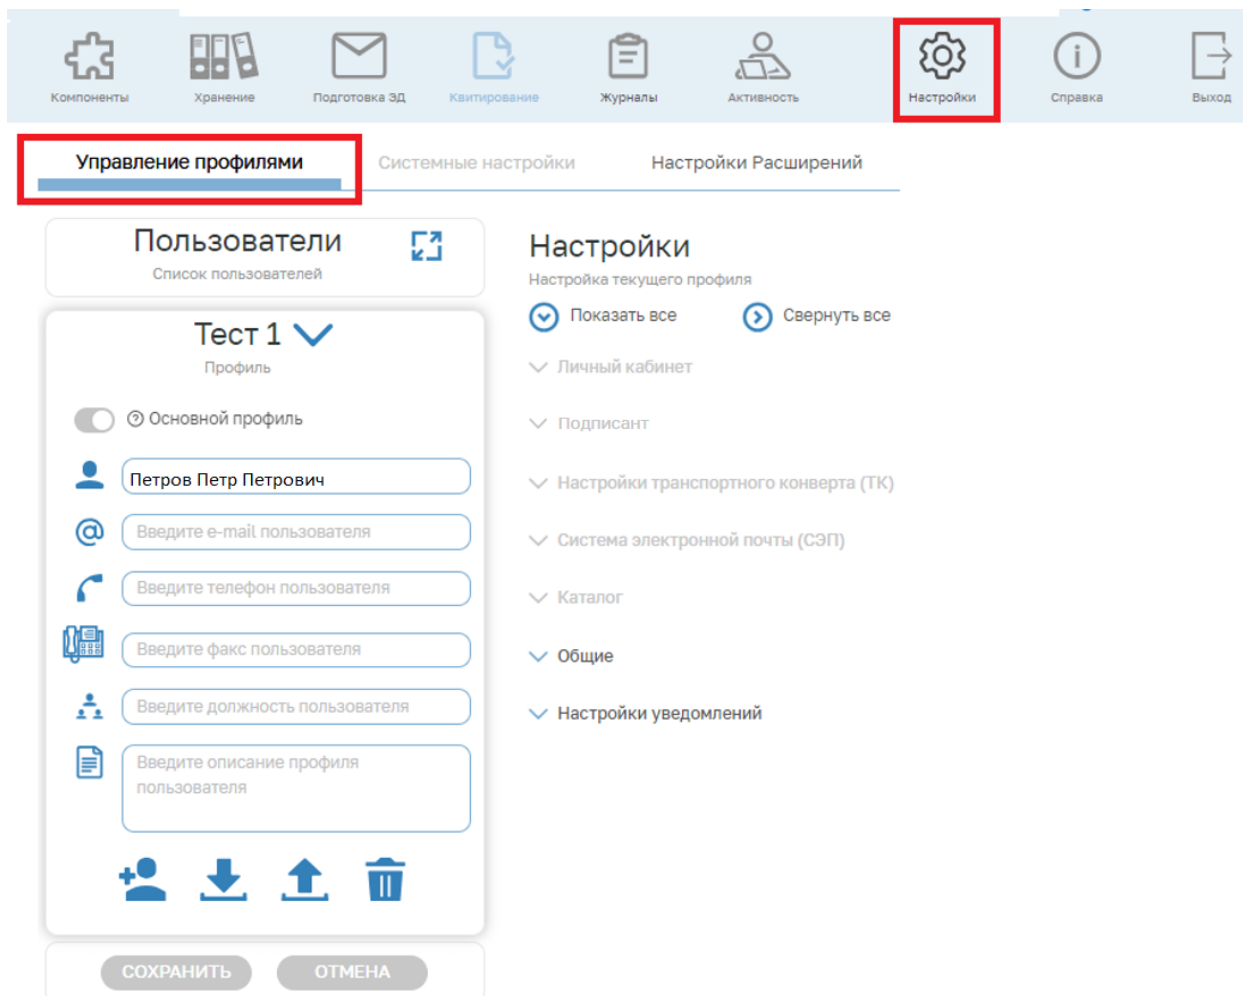 Компоненты
Хранение
Подготовка ЭД
Квитирование
Журналы
Активность
Настройки
Справка
Выход
Управление профилями
Системные настройки
Настройки Расширений
Пользователи
Список пользователей
Тест 1
Профиль
Основной профиль
Петров Петр Петрович
Введите e-mail пользователя
Введите телефон пользователя
Введите факс пользователя
Введите должность пользователя
Введите описание профиля
пользователя
СОХРАНИТЬ
ОТМЕНА
Настройки
Настройка текущего профиля
Показать все
Свернуть все
Личный кабинет
Подписант
Настройки транспортного конверта (ТК)
Система электронной почты (СЭП)
Каталог
Общие
Настройки уведомлений